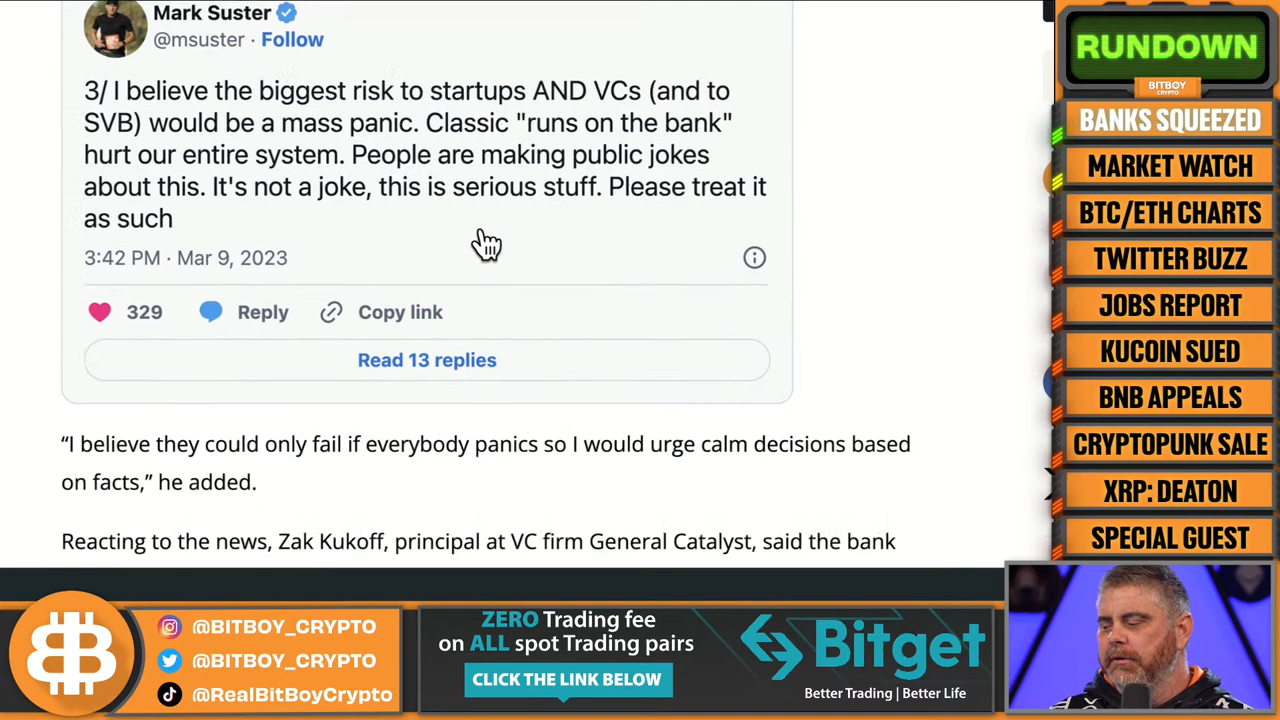 Mark Suster
@msuster · Follow
3/ I believe the biggest risk to startups AND VCs (and to
SVB) would be a mass panic. Classic "runs on the bank"
hurt our entire system. People are making public jokes
about this. It's not a joke, this is serious stuff. Please treat it
as such
3:42 PM · Mar 9, 2023
329 Reply Copy link
Read 13 replies
“I believe they could only fail if everybody panics so I would urge calm decisions based
on facts,” he added.
Reacting to the news, Zak Kukoff, principal at VC firm General Catalyst, said the bank
RUNDOWN
BITBOY
CRYPTO
BANKS SQUEEZED
MARKET WATCH
BTC/ETH CHARTS
TWITTER BUZZ
JOBS REPORT
KUCOIN SUED
BNB APPEALS
CRYPTOPUNK SALE
XRP: DEATON
SPECIAL GUEST
@BITBOY_CRYPTO
@BITBOY_CRYPTO
@RealBitBoyCrypto
ZERO Trading fee
on ALL spot Trading pairs
CLICK THE LINK BELOW
Bitget
Better Trading | Better Life